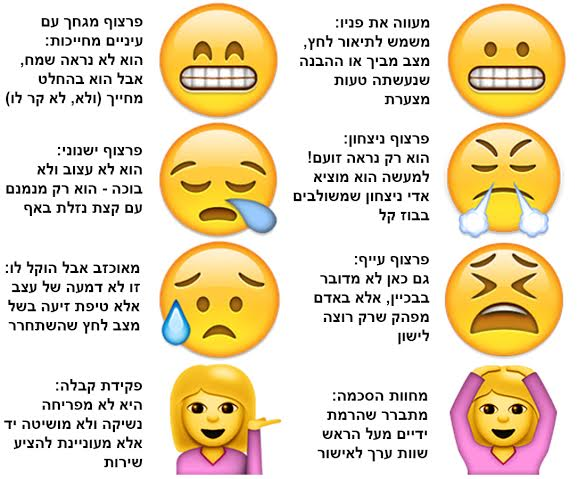 מעווה את פניו:
משמש לתיאור לחץ,
מצב מביך או ההבנה
שנעשתה טעות
מצערת
פרצוף מגחך עם
עיניים מחייכות:
הוא לא נראה שמח,
אבל הוא בהחלט
מחייך (ולא, לא קר לו)
פרצוף ניצחון:
הוא רק נראה זועם!
למעשה הוא מוציא
אדי ניצחון שמשולבים
בבוז קל
פרצוף ישנוני:
הוא לא עצוב ולא
בוכה - הוא רק מנמנם
עם קצת נזלת באף
פרצוף עייף:
גם כאן לא מדובר
בבכיין, אלא באדם
מפהק שרק רוצה
לישון
מאוכזב אבל הוקל לו:
זו לא דמעה של עצב
אלא טיפת זיעה בשל
מצב לחץ שהשתחרר
מחוות הסכמה:
מתברר שהרמת
ידיים מעל הראש
שוות ערך לאישור
פקידת קבלה:
היא לא מפריחה
נשיקה ולא מושיטה יד
אלא מעוניינת להציע
שירות